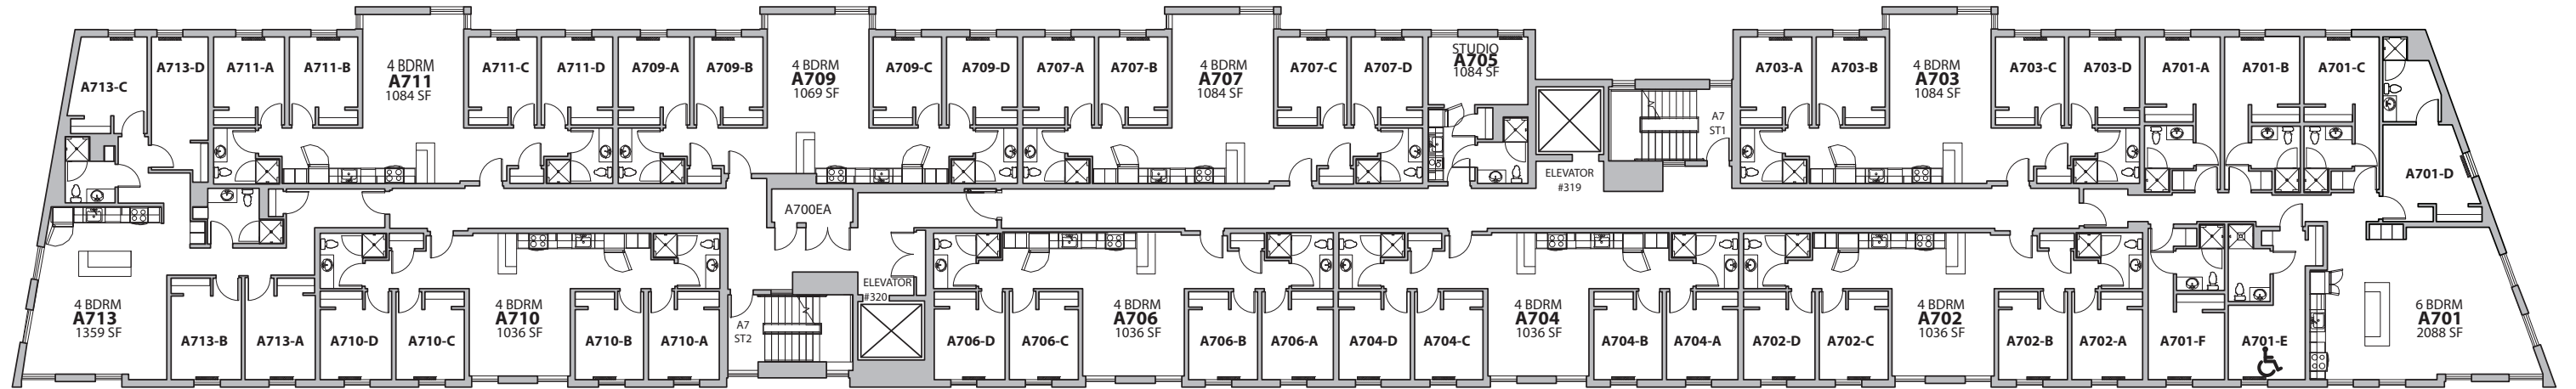 A713-C
A713-D
A711-A
A711-B
4 BDRM
A711
1084 SF
A711-C
A711-D
A709-A
A709-B
4 BDRM
A709
1069 SF
A709-C
A709-D
A707-A
A707-B
4 BDRM
A707
1084 SF
A707-C
A707-D
STUDIO
A705
1084 SF
ELEVATOR
#319
A7
ST1
A703-A
A703-B
4 BDRM
A703
1084 SF
A703-C
A703-D
A701-A
A701-B
A701-C
A701-D
A700EA
4 BDRM
A713
1359 SF
A713-B
A713-A
A710-D
A710-C
4 BDRM
A710
1036 SF
A710-B
A710-A
A7
ST2
ELEVATOR
#320
A706-D
A706-C
4 BDRM
A706
1036 SF
A706-B
A706-A
A704-D
A704-C
4 BDRM
A704
1036 SF
A704-B
A704-A
A702-D
A702-C
4 BDRM
A702
1036 SF
A702-B
A702-A
A701-F
A701-E
6 BDRM
A701
2088 SF